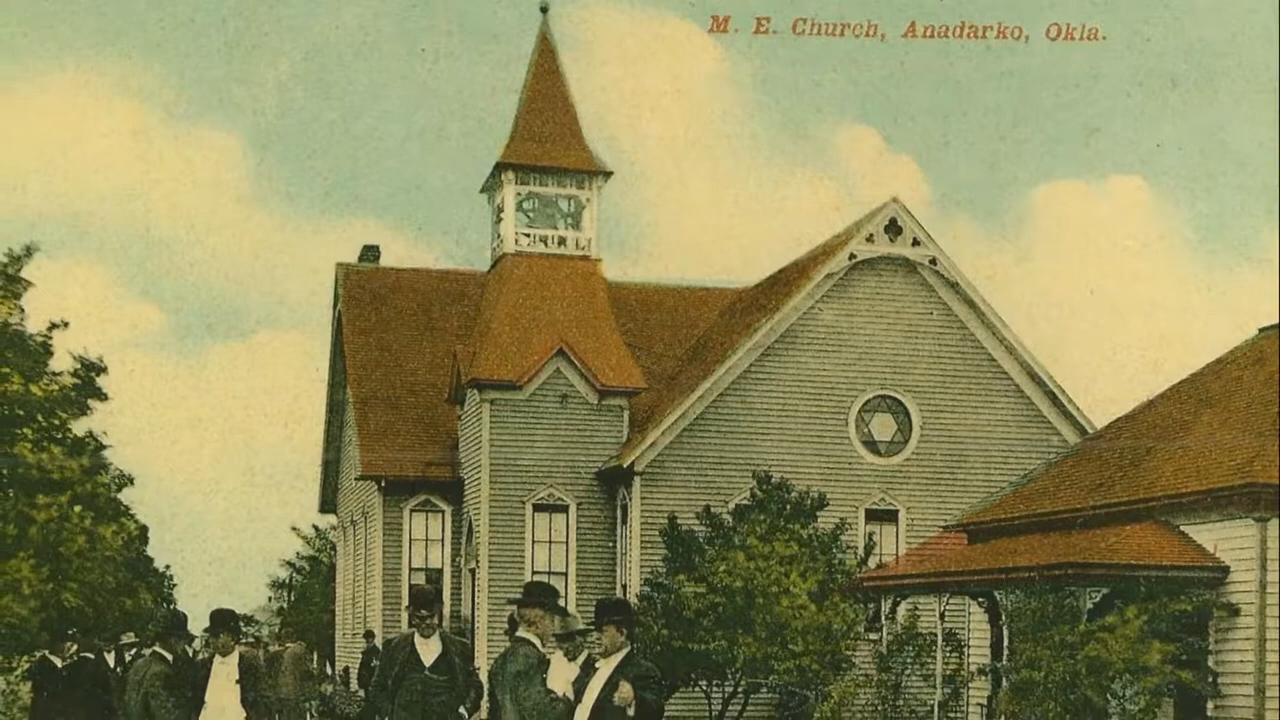 M. E. Church, Anadarko, Okla.